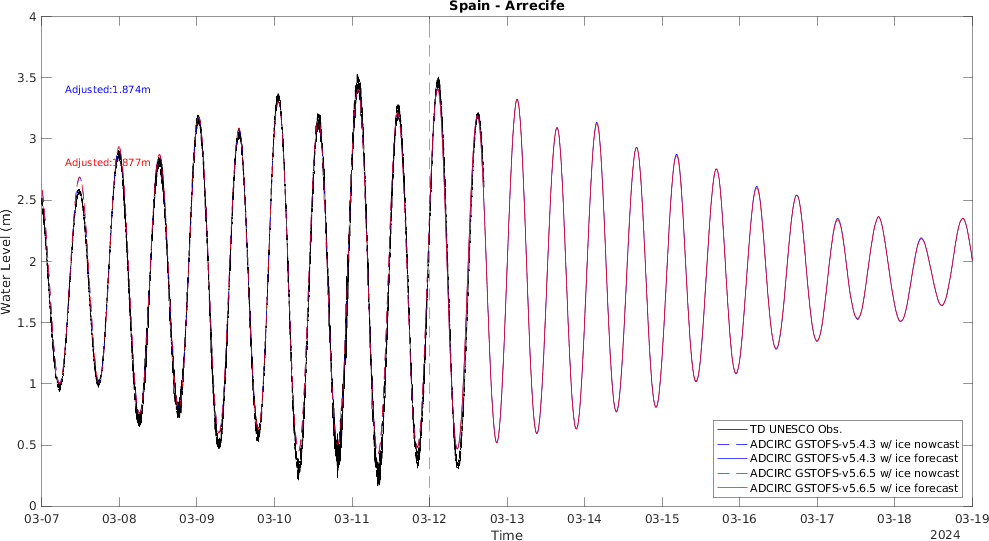 Spain - Arrecife
4
3.5
3
2.5
2
1.5
1
0.5
0
Water Level (m)
Adjusted:1.874m
Adjusted:1.877m
TD UNESCO Obs.
ADCIRC GSTOFS-v5.4.3 w/ ice nowcast
ADCIRC GSTOFS-v5.4.3 w/ ice forecast
ADCIRC GSTOFS-v5.6.5 w/ ice nowcast
ADCIRC GSTOFS-v5.6.5 w/ ice forecast
03-07 03-08 03-09 03-10 03-11 03-12 03-13 03-14 03-15 03-16 03-17 03-18 03-19
Time
2024